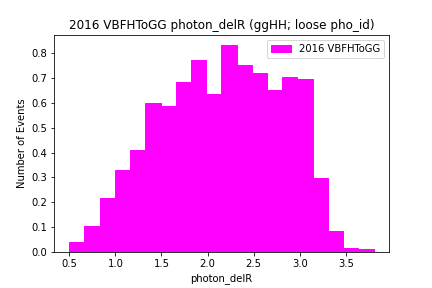 2016 VBFHToGG photon_delR (ggHH; loose pho_id)
2016 VBFHToGG
Number of Events
0.8
0.7
0.6
0.5
0.4
0.3
0.2
0.1
0.0
0.5 1.0 1.5 2.0 2.5 3.0 3.5
photon_delR